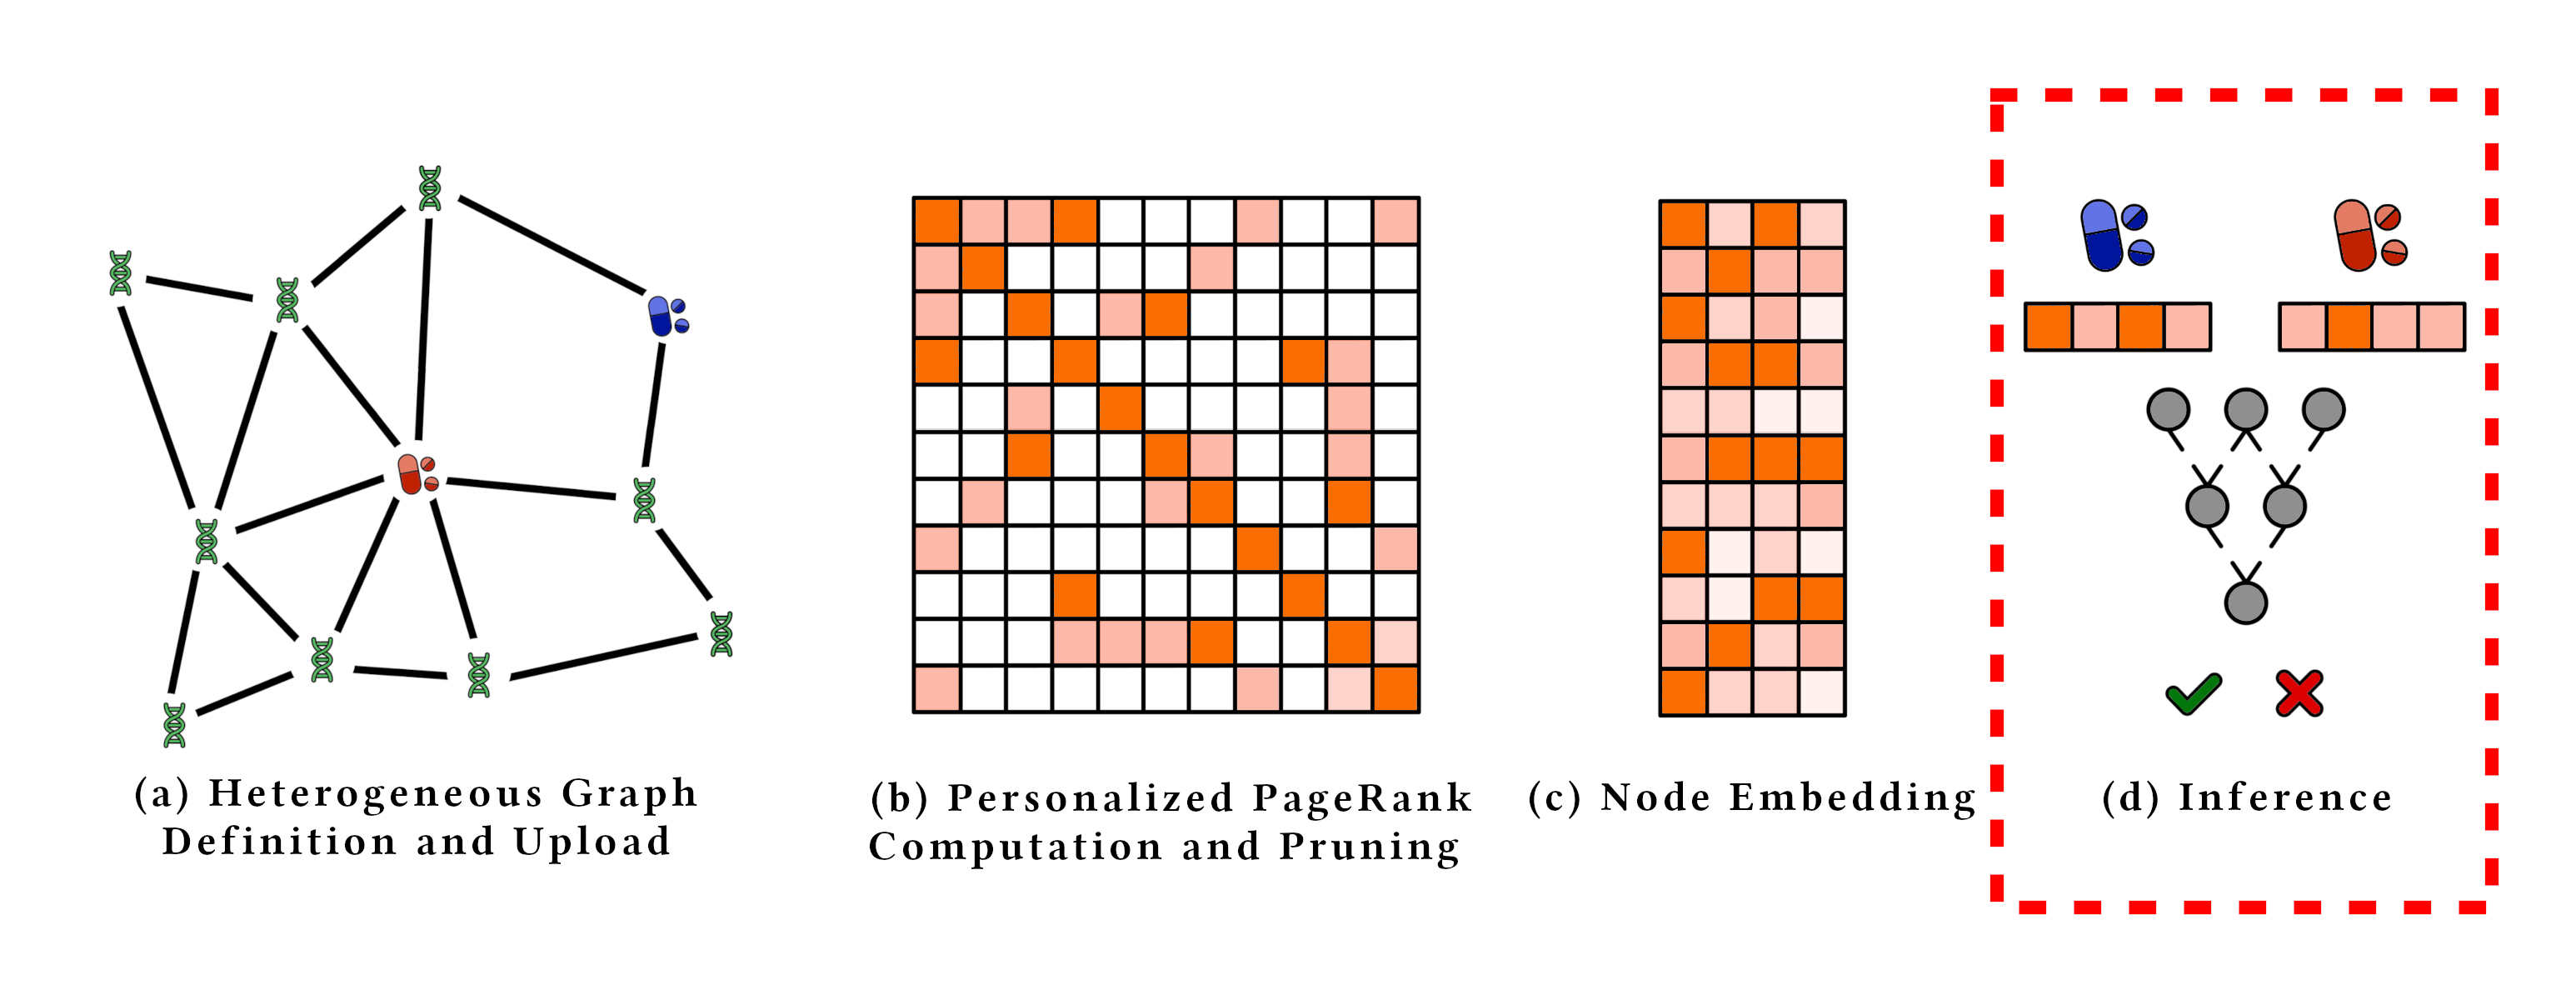 (a) Heterogeneous Graph
Definition and Upload
(b) Personalized PageRank
Computation and Pruning
(c) Node Embedding
(d) Inference